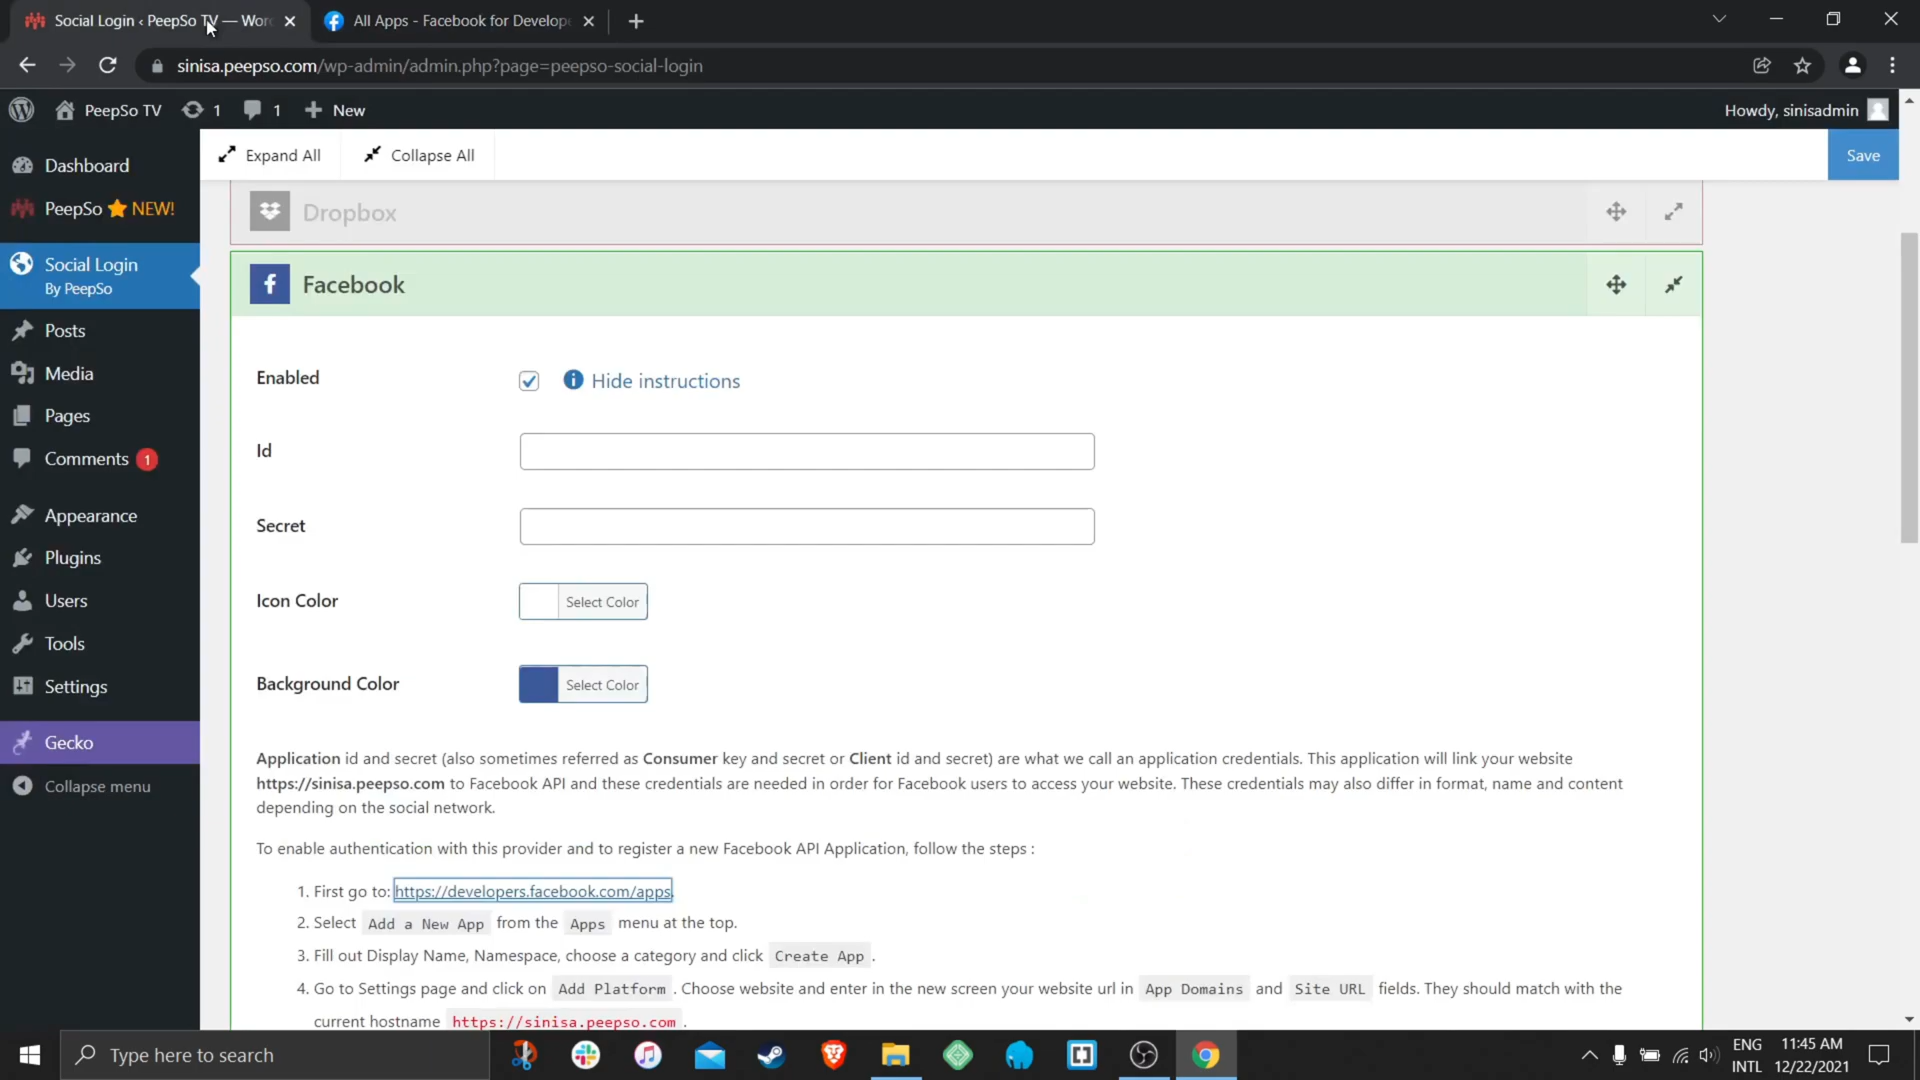 Social Login ‹ PeepSo TV — Wor
All Apps - Facebook for Develop
sinisa.peepso.com/wp-admin/admin.php?page=peepso-social-login
PeepSo TV
1
1
New
Howdy, sinisadmin
Dashboard
PeepSo NEW!
Social Login
By PeepSo
Posts
Media
Pages
Comments 1
Appearance
Plugins
Users
Tools
Settings
Gecko
Collapse menu
Expand All
Collapse All
Save
Dropbox
Facebook
Enabled
Hide instructions
Id
Secret
Icon Color
Select Color
Background Color
Select Color
Application id and secret (also sometimes referred as Consumer key and secret or Client id and secret) are what we call an application credentials. This application will link your website
https://sinisa.peepso.com to Facebook API and these credentials are needed in order for Facebook users to access your website. These credentials may also differ in format, name and content
depending on the social network.
To enable authentication with this provider and to register a new Facebook API Application, follow the steps :
1. First go to: https://developers.facebook.com/apps.
2. Select Add a New App from the Apps menu at the top.
3. Fill out Display Name, Namespace, choose a category and click Create App .
4. Go to Settings page and click on Add Platform . Choose website and enter in the new screen your website url in App Domains and Site URL fields. They should match with the
current hostname https://sinisa.peepso.com .
Type here to search
ENG
INTL
11:45 AM
12/22/2021